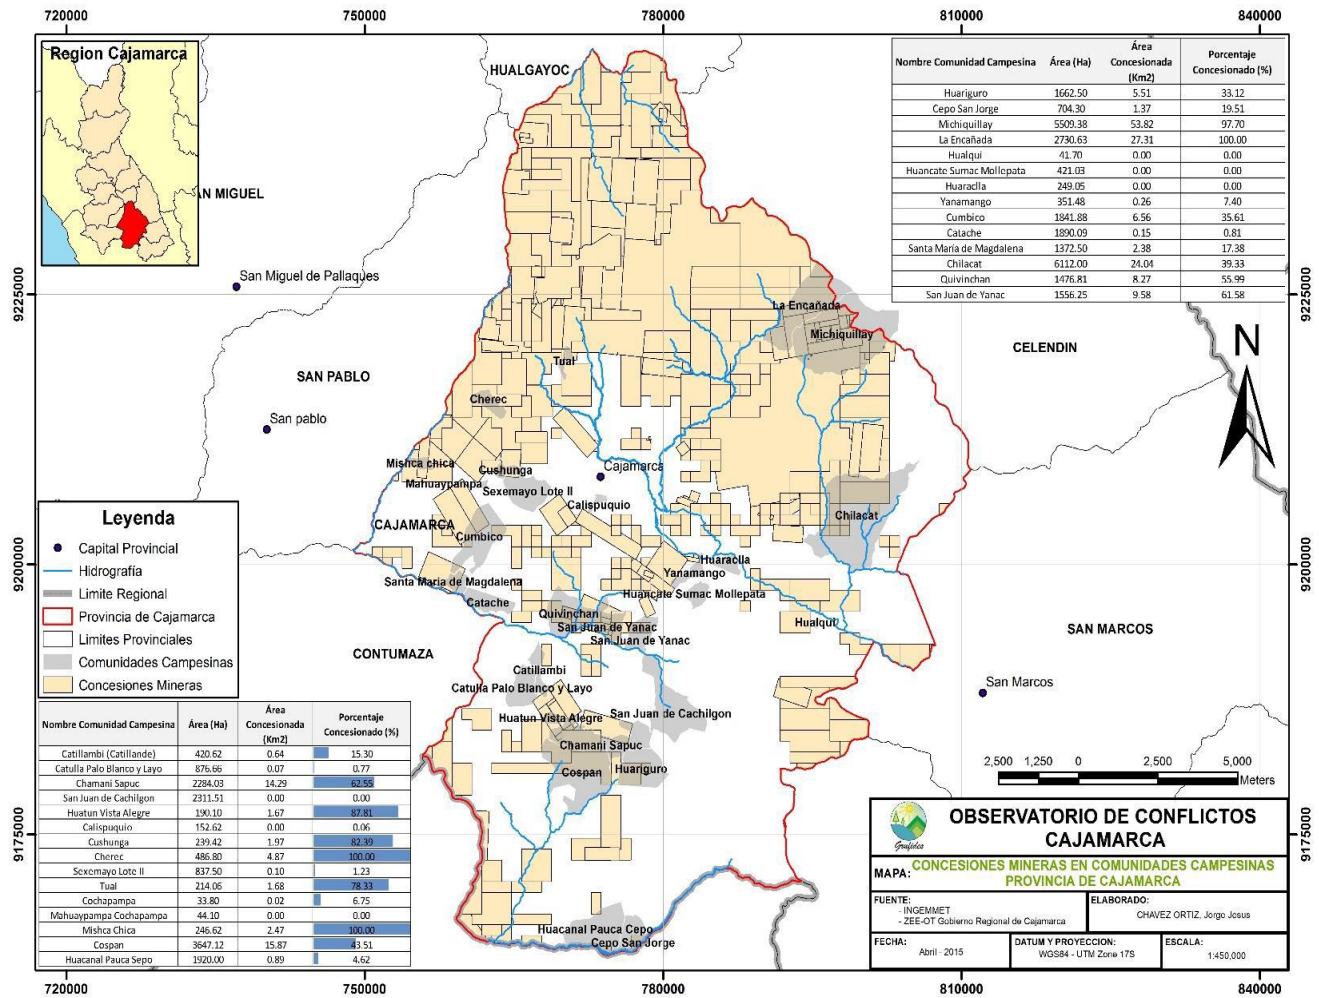 720000 750000 780000 810000 840000
Region Cajamarca
HUALGAYOC
AN MIGUEL
San Miguel de Pallaques
SAN PABLO
San pablo
CELENDIN
SAN MARCOS
San Marcos
CONTUMAZA
CAJAMARCA
Cajamarca
La Encañada
Michiquillay
Tual
Cherec
Mishca chica
Cushunga
Mahuaypampa
Sexemayo Lote II
Calispuquio
Cumbico
Chilacat
Huaraclla
Yanamango
Santa María de Magdalena
Huancate Sumac Mollepata
Catache
Quivinchan
San Juan de Yanac
San Juan de Yanac
Hualqui
Catillambi
Catulla Palo Blanco y Layo
Huatun Vista Alegre
San Juan de Cachilgon
Chamani Sapuc
Cospan
Huariguro
Huacanal Pauca Cepo
Cepo San Jorge
N
9225000
9200000
9175000
9225000
9200000
9175000
Nombre Comunidad Campesina Área (Ha) Área Concesionada (Km2) Porcentaje Concesionado (%)
Huariguro 1662.50 5.51 33.12
Cepo San Jorge 704.30 1.37 19.51
Michiquillay 5509.38 53.82 97.70
La Encañada 2730.63 27.31 100.00
Hualqui 41.70 0.00 0.00
Huancate Sumac Mollepata 421.03 0.00 0.00
Huaraclla 249.05 0.00 0.00
Yanamango 351.48 0.26 7.40
Cumbico 1841.88 6.56 35.61
Catache 1890.09 0.15 0.81
Santa María de Magdalena 1372.50 2.38 17.38
Chilacat 6112.00 24.04 39.33
Quivinchan 1476.81 8.27 55.99
San Juan de Yanac 1556.25 9.58 61.58
Leyenda
Capital Provincial
Hidrografía
Limite Regional
Provincia de Cajamarca
Limites Provinciales
Comunidades Campesinas
Concesiones Mineras
Nombre Comunidad Campesina Área (Ha) Área Concesionada (Km2) Porcentaje Concesionado (%)
Catillambi (Catillande) 420.62 0.64 15.30
Catulla Palo Blanco y Layo 876.66 0.07 0.77
Chamani Sapuc 2284.03 14.29 62.55
San Juan de Cachilgon 2311.51 0.00 0.00
Huatun Vista Alegre 190.10 1.67 87.81
Calispuquio 152.62 0.00 0.06
Cushunga 239.42 1.97 82.39
Cherec 486.80 4.87 100.00
Sexemayo Lote II 837.50 0.10 1.23
Tual 214.06 1.68 78.33
Cochapampa 33.80 0.02 6.75
Mahuaypampa Cochapampa 44.10 0.00 0.00
Mishca Chica 246.62 2.47 100.00
Cospan 3647.12 15.87 43.51
Huacanal Pauca Sepo 1920.00 0.89 4.62
2,500 1,250 0 2,500 5,000
Meters
Grufides
OBSERVATORIO DE CONFLICTOS
CAJAMARCA
MAPA: CONCESIONES MINERAS EN COMUNIDADES CAMPESINAS
PROVINCIA DE CAJAMARCA
FUENTE:
- INGEMMET
- ZEE-OT Gobierno Regional de Cajamarca
ELABORADO:
CHAVEZ ORTIZ, Jorge Josus
FECHA:
Abril - 2015
DATUM Y PROYECCION:
WGS84 - UTM Zone 17S
ESCALA:
1:450,000
720000 750000 780000 810000 840000